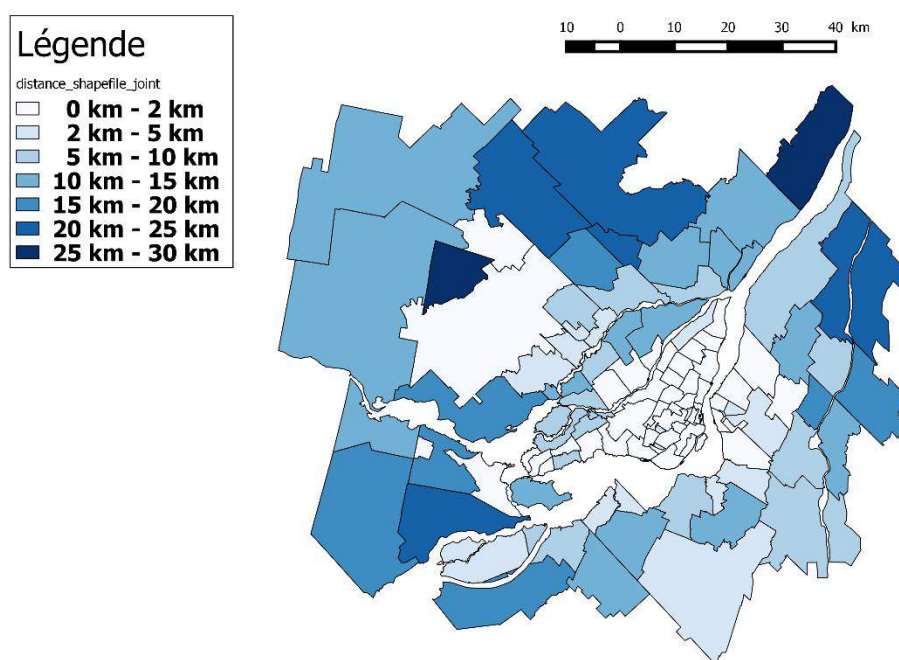 Légende
distance_shapefile_joint
0 km - 2 km
2 km - 5 km
5 km - 10 km
10 km - 15 km
15 km - 20 km
20 km - 25 km
25 km - 30 km
10 0 10 20 30 40 km